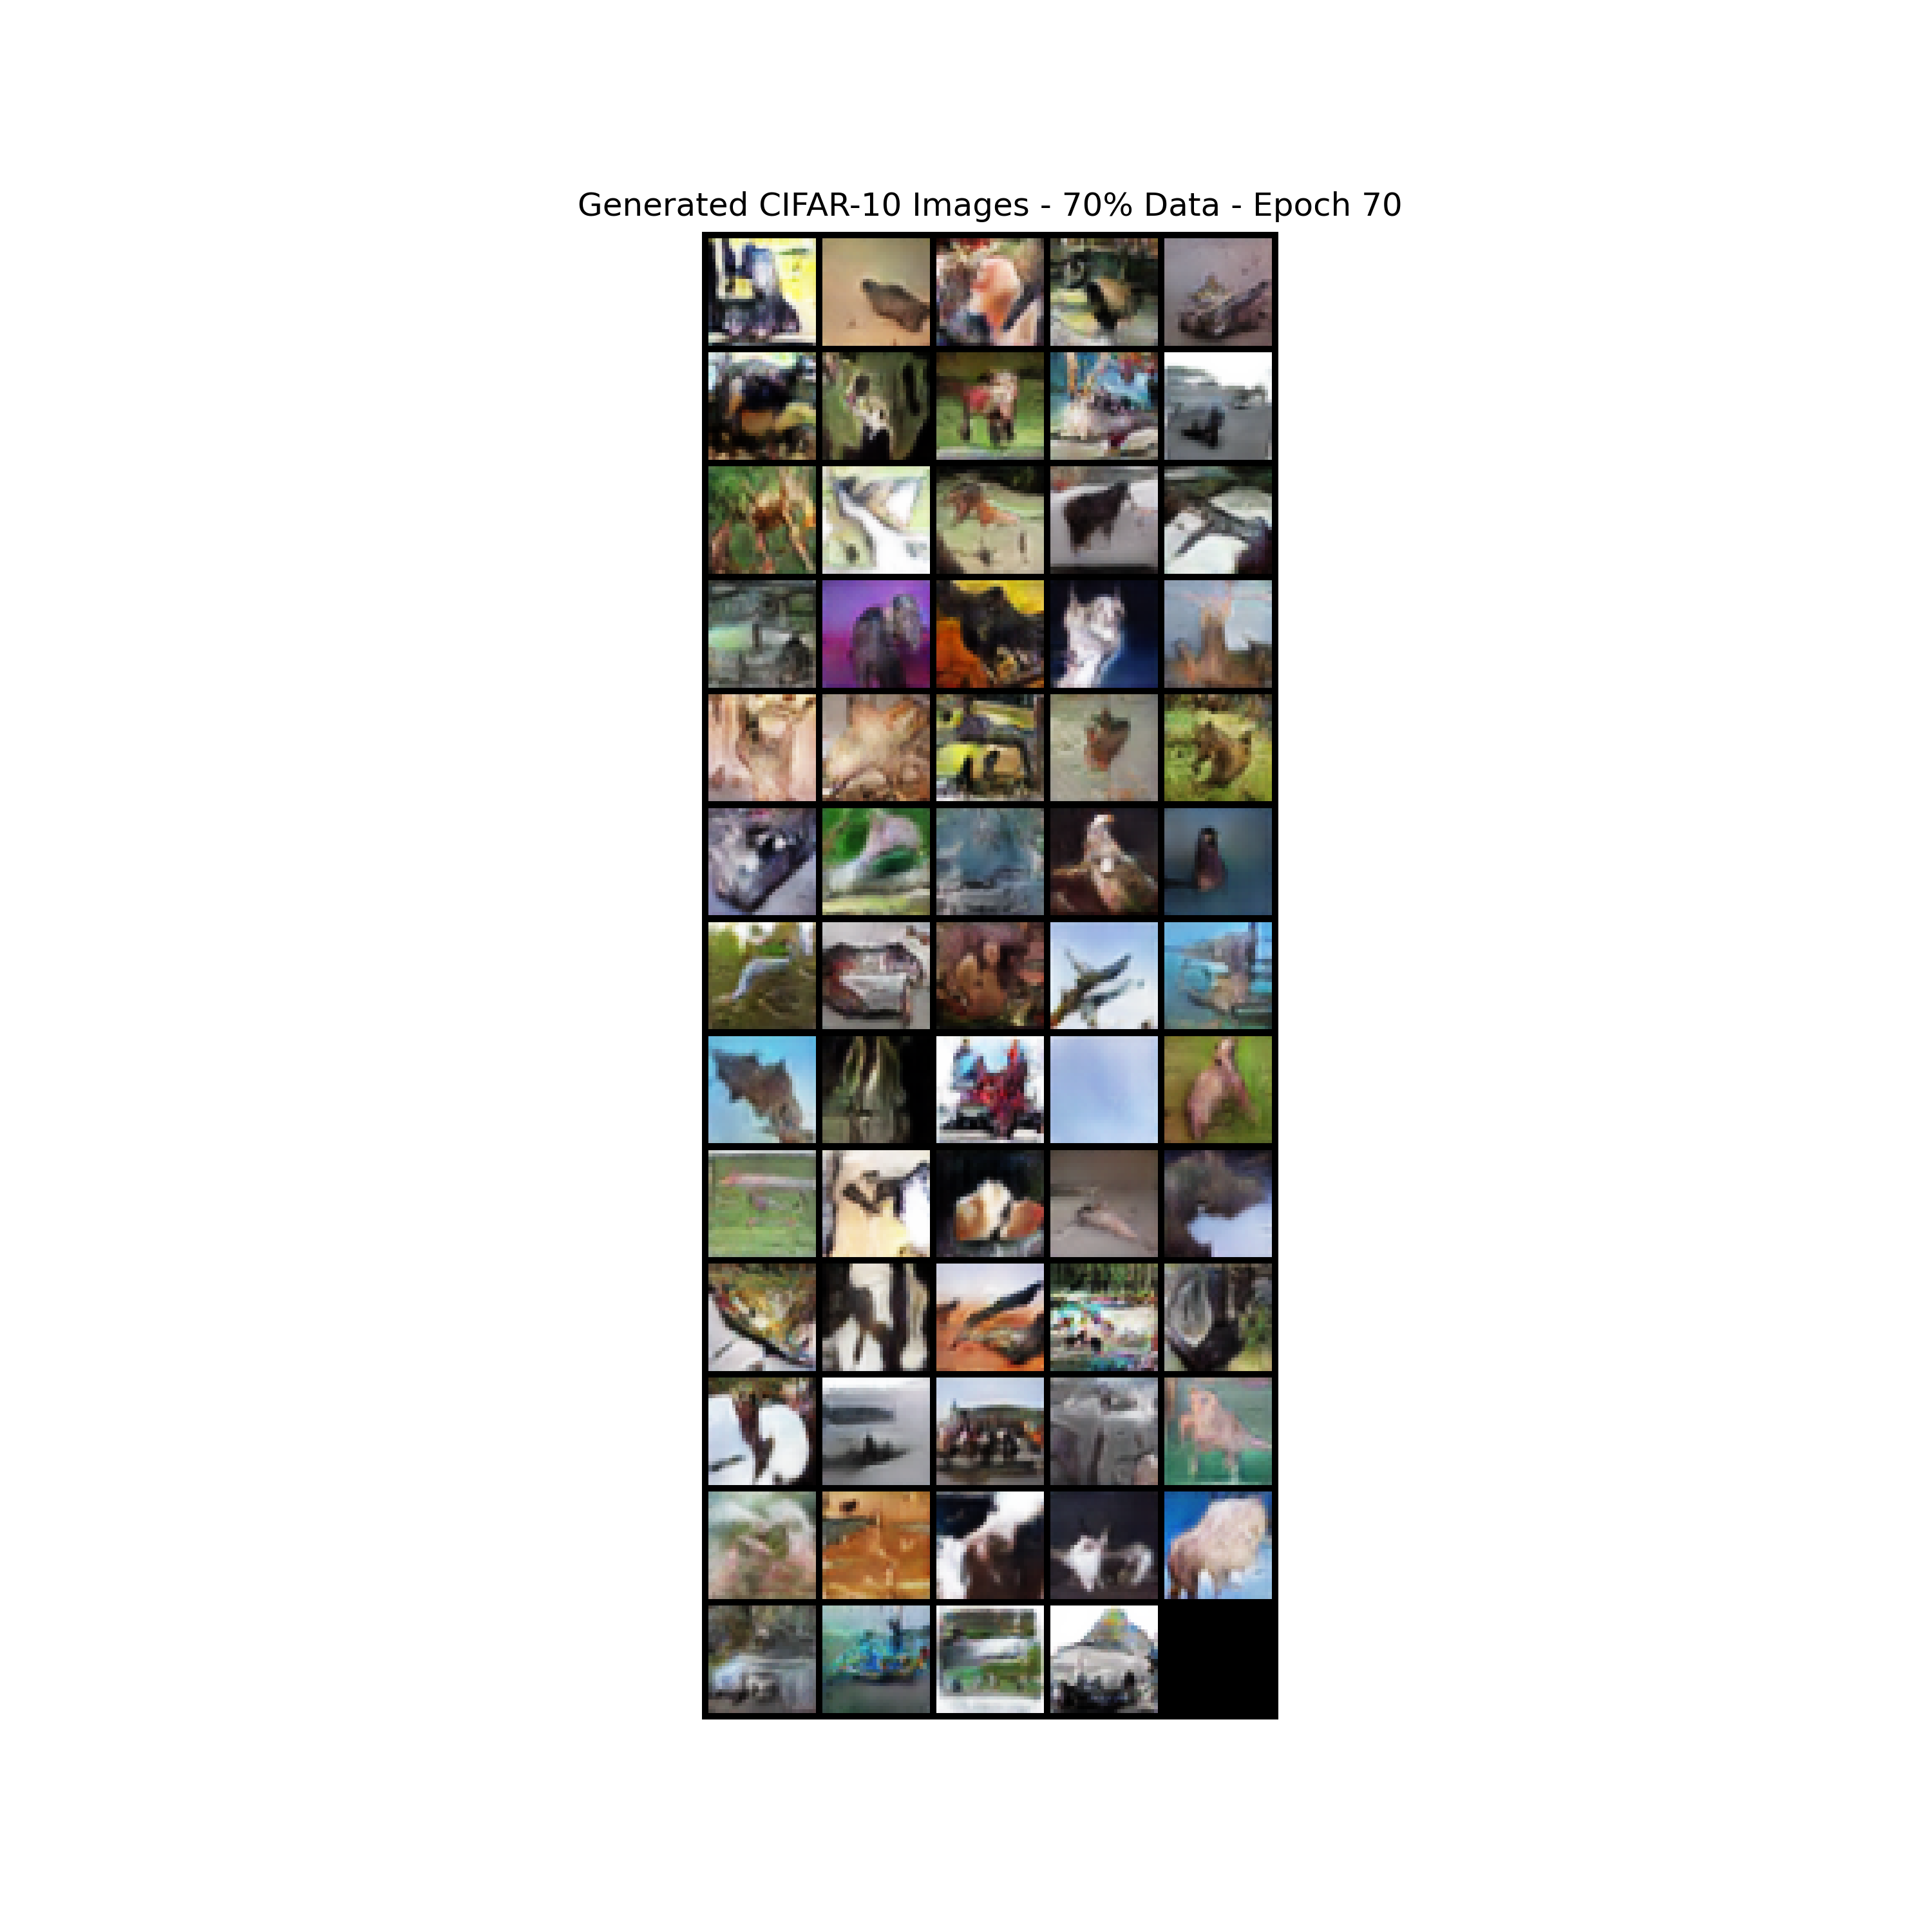 Generated CIFAR-10 Images - 70% Data - Epoch 70